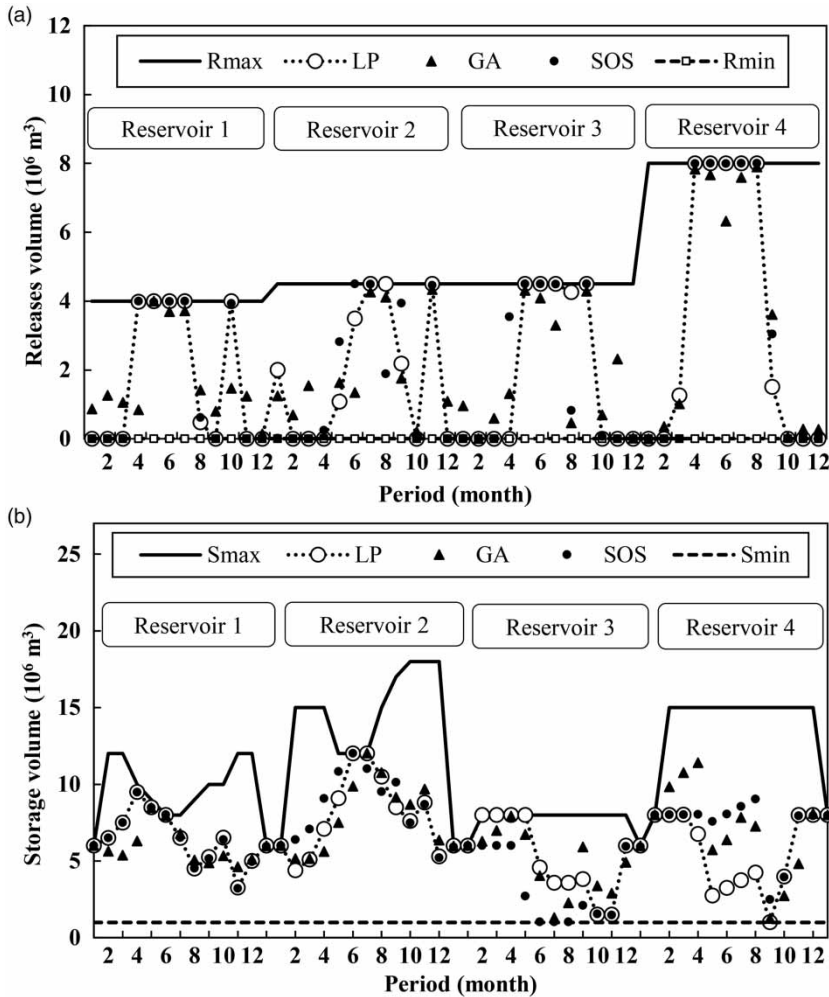 (a)
12
10
8
6
4
2
0
Releases volume (10⁶ m³)
Rmax LP GA SOS Rmin
Reservoir 1 Reservoir 2 Reservoir 3 Reservoir 4
2 4 6 8 10 12 2 4 6 8 10 12 2 4 6 8 10 12 2 4 6 8 10 12
Period (month)
(b)
25
20
15
10
5
0
Storage volume (10⁶ m³)
Smax LP GA SOS Smin
Reservoir 1 Reservoir 2 Reservoir 3 Reservoir 4
2 4 6 8 10 12 2 4 6 8 10 12 2 4 6 8 10 12 2 4 6 8 10 12
Period (month)